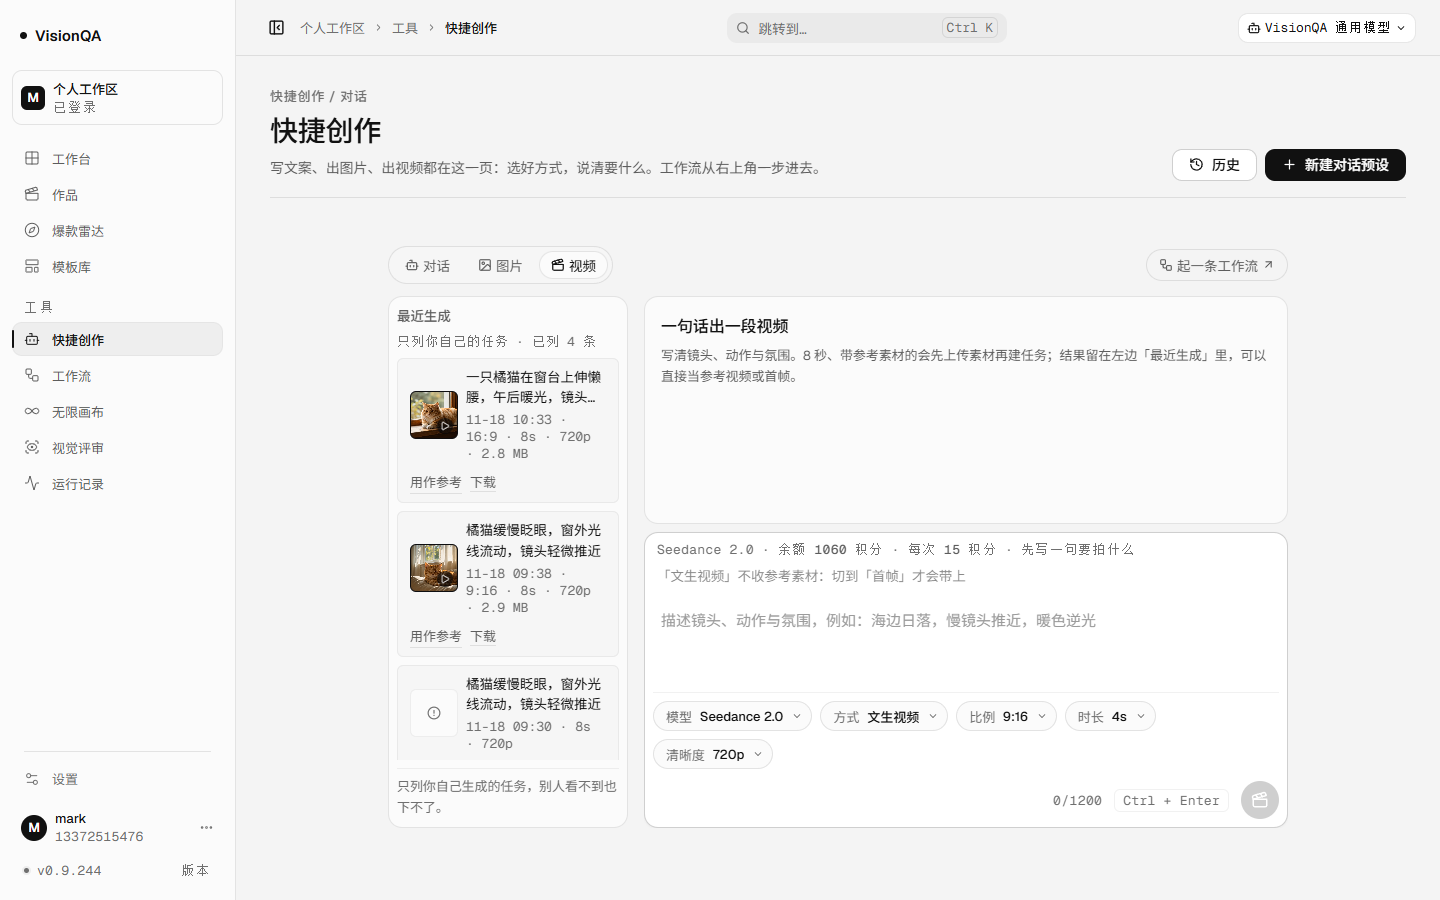 VisionQA
M
个人工作区
已登录
工作台
作品
爆款雷达
模板库
工具
快捷创作
工作流
无限画布
视觉评审
运行记录
设置
M
mark
13372515476
v0.9.244
版本
个人工作区
工具
快捷创作
跳转到…
Ctrl K
VisionQA 通用模型
快捷创作 / 对话
快捷创作
写文案、出图片、出视频都在这一页：选好方式，说清要什么。工作流从右上角一步进去。
历史
新建对话预设
对话
图片
视频
起一条工作流
最近生成
只列你自己的任务 · 已列 4 条
一只橘猫在窗台上伸懒
腰，午后暖光，镜头…
11-18 10:33 ·
16:9 · 8s · 720p
· 2.8 MB
用作参考 下载
橘猫缓慢眨眼，窗外光
线流动，镜头轻微推近
11-18 09:38 ·
9:16 · 8s · 720p
· 2.9 MB
用作参考 下载
橘猫缓慢眨眼，窗外光
线流动，镜头轻微推近
11-18 09:30 · 8s
· 720p
只列你自己生成的任务，别人看不到也
下不了。
一句话出一段视频
写清镜头、动作与氛围。8 秒、带参考素材的会先上传素材再建任务；结果留在左边「最近生成」里，可以
直接当参考视频或首帧。
Seedance 2.0 · 余额 1060 积分 · 每次 15 积分 · 先写一句要拍什么
「文生视频」不收参考素材：切到「首帧」才会带上
描述镜头、动作与氛围，例如：海边日落，慢镜头推近，暖色逆光
模型 Seedance 2.0
方式 文生视频
比例 9:16
时长 4s
清晰度 720p
0/1200
Ctrl + Enter